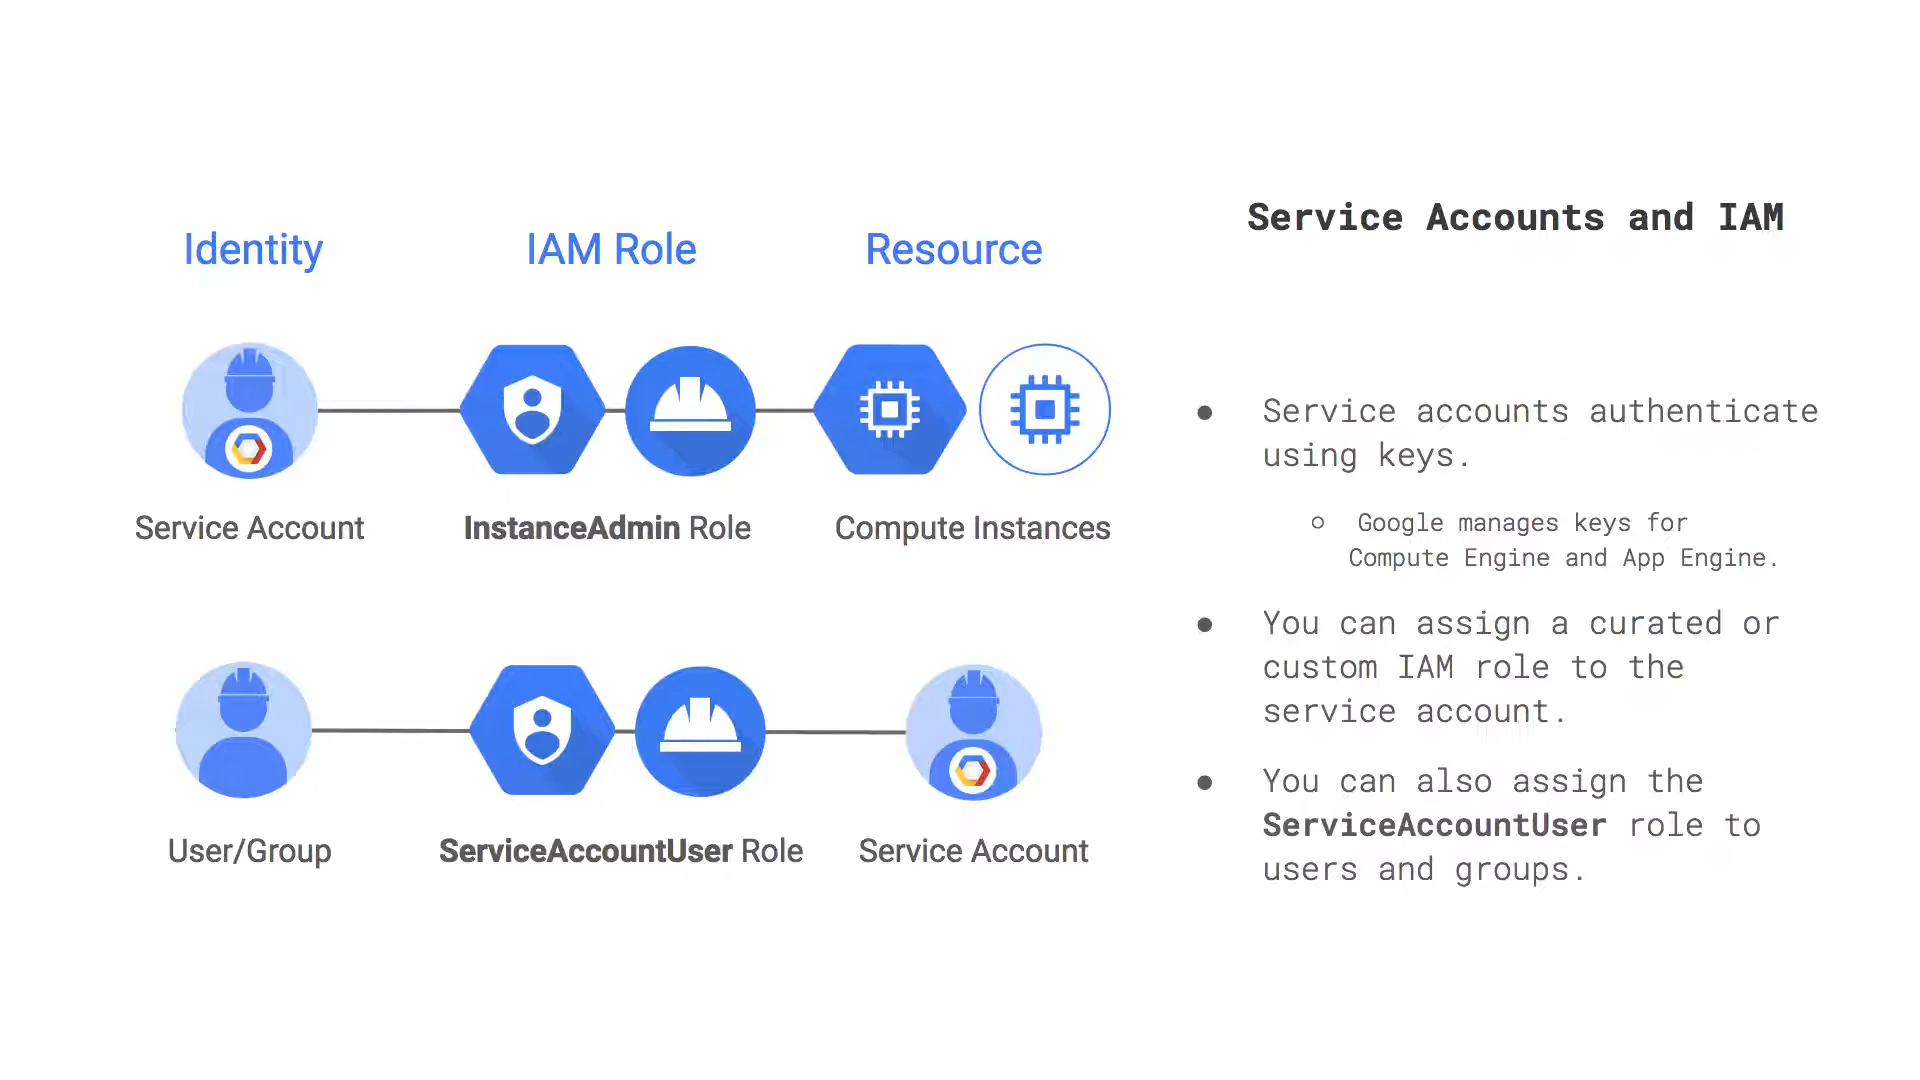 Service Accounts and IAM
Identity
IAM Role
Resource
Service Account
InstanceAdmin Role
Compute Instances
User/Group
ServiceAccountUser Role
Service Account
● Service accounts authenticate
using keys.
○ Google manages keys for
Compute Engine and App Engine.
● You can assign a curated or
custom IAM role to the
service account.
● You can also assign the
ServiceAccountUser role to
users and groups.